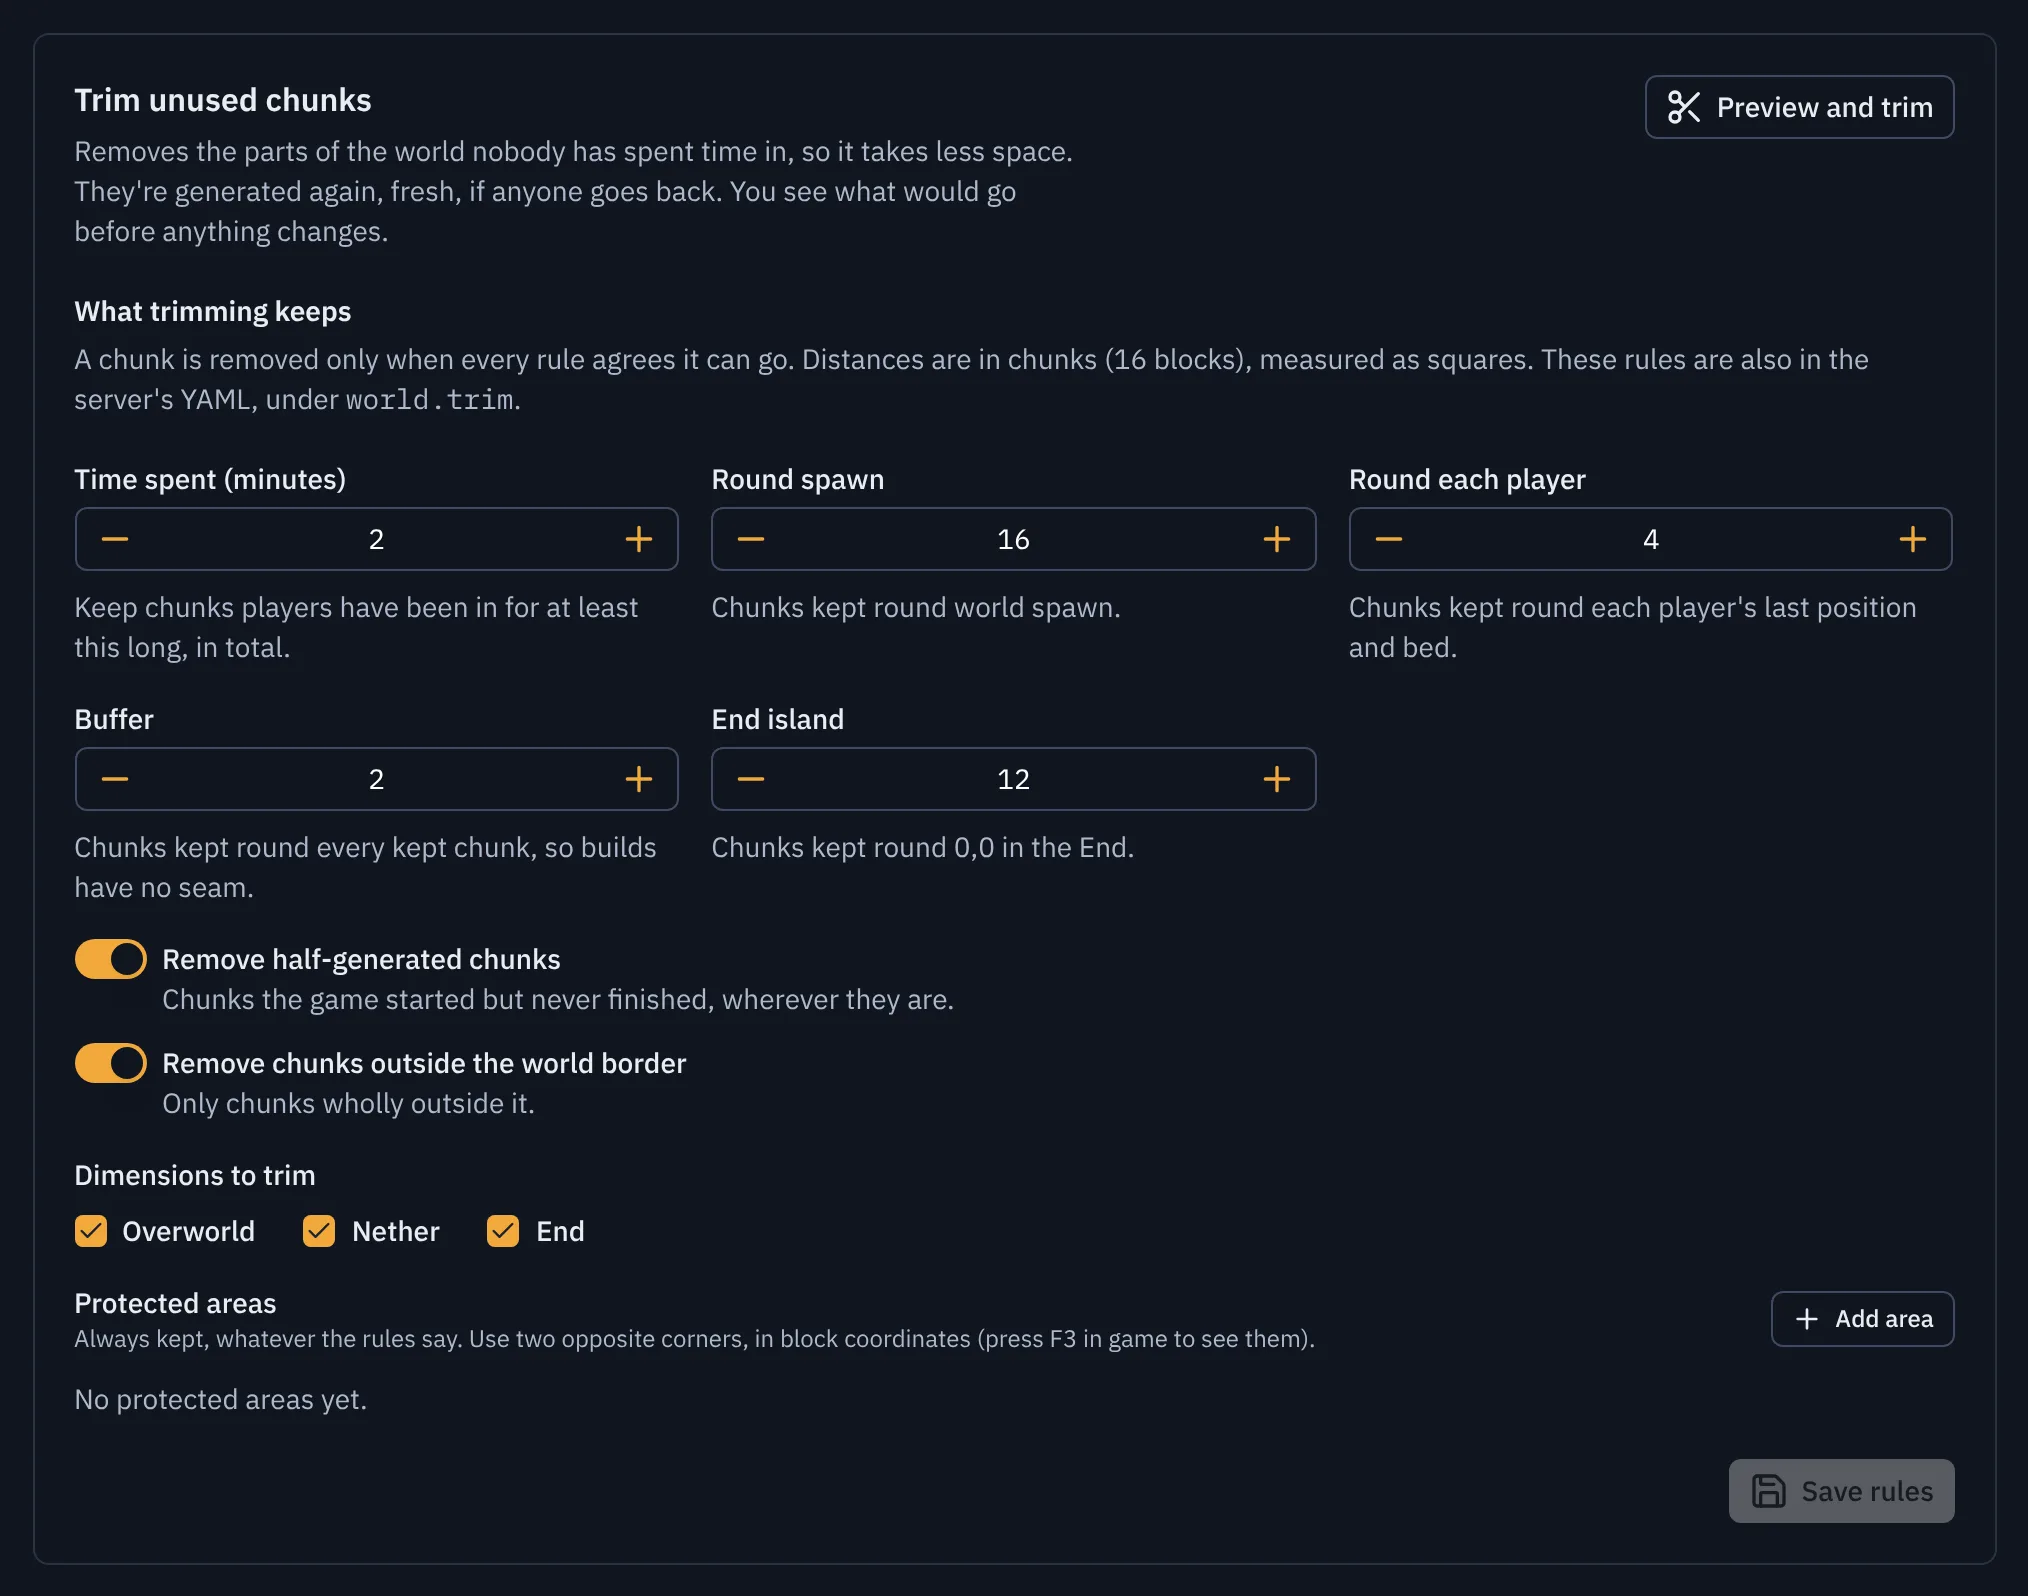 Trim unused chunks
Preview and trim
Removes the parts of the world nobody has spent time in, so it takes less space.
They're generated again, fresh, if anyone goes back. You see what would go
before anything changes.
What trimming keeps
A chunk is removed only when every rule agrees it can go. Distances are in chunks (16 blocks), measured as squares. These rules are also in the
server's YAML, under world.trim.
Time spent (minutes)
2
Keep chunks players have been in for at least
this long, in total.
Round spawn
16
Chunks kept round world spawn.
Round each player
4
Chunks kept round each player's last position
and bed.
Buffer
2
Chunks kept round every kept chunk, so builds
have no seam.
End island
12
Chunks kept round 0,0 in the End.
Remove half-generated chunks
Chunks the game started but never finished, wherever they are.
Remove chunks outside the world border
Only chunks wholly outside it.
Dimensions to trim
Overworld Nether End
Protected areas
Always kept, whatever the rules say. Use two opposite corners, in block coordinates (press F3 in game to see them).
Add area
No protected areas yet.
Save rules